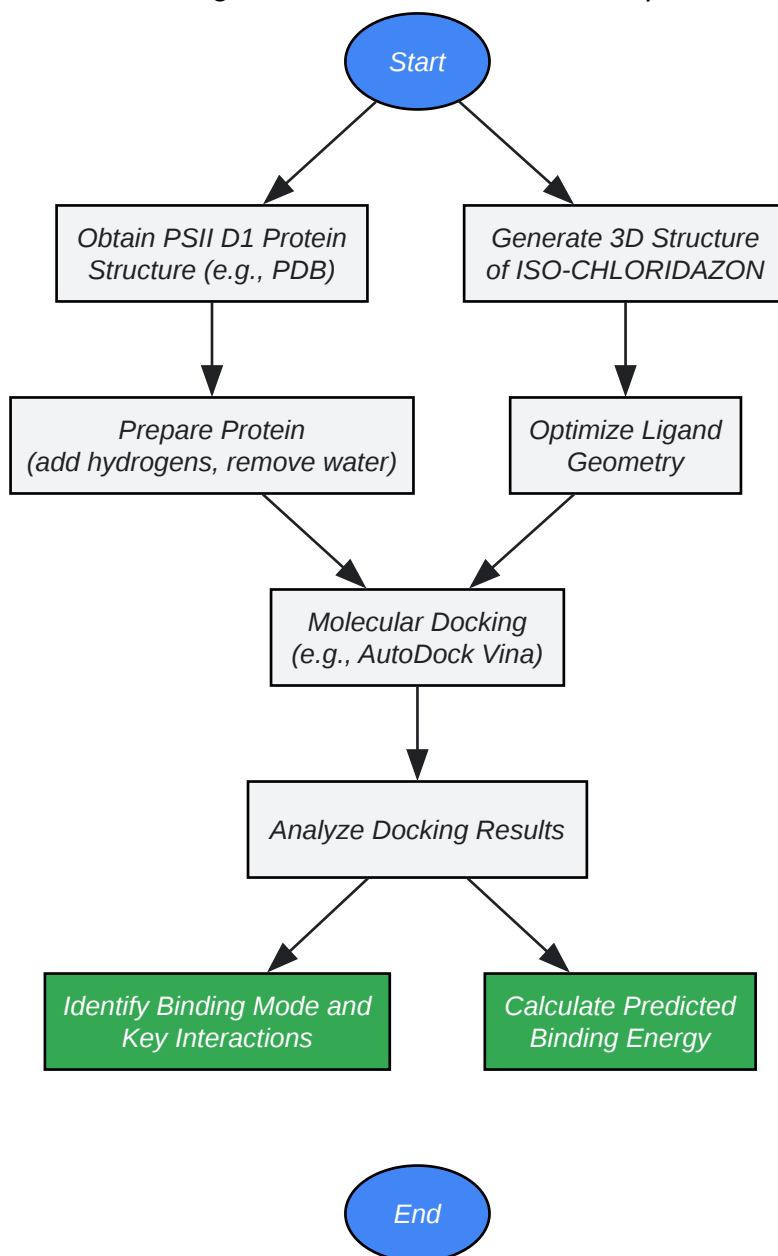 Start
Obtain PSII D1 Protein
Structure (e.g., PDB)
Generate 3D Structure
of ISO-CHLORIDAZON
Prepare Protein
(add hydrogens, remove water)
Optimize Ligand
Geometry
Molecular Docking
(e.g., AutoDock Vina)
Analyze Docking Results
Identify Binding Mode and
Key Interactions
Calculate Predicted
Binding Energy
End